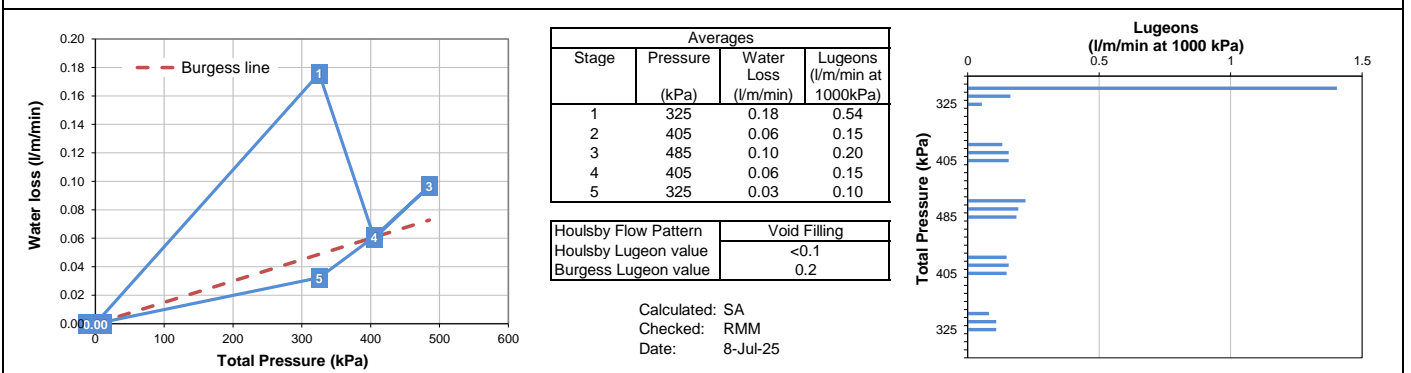 0.20
0.18
0.16
0.14
0.12
0.10
0.08
0.06
0.04
0.02
0.00
Water loss (l/m/min)
Burgess line
1
3
4
5
0.00
0 100 200 300 400 500 600
Total Pressure (kPa)
Averages
Stage Pressure Water Lugeons
Loss (l/m/min at
(kPa) (l/m/min) 1000kPa)
1 325 0.18 0.54
2 405 0.06 0.15
3 485 0.10 0.20
4 405 0.06 0.15
5 325 0.03 0.10
Houlsby Flow Pattern Void Filling
Houlsby Lugeon value <0.1
Burgess Lugeon value 0.2
Calculated: SA
Checked: RMM
Date: 8-Jul-25
Lugeons
(l/m/min at 1000 kPa)
0 0.5 1 1.5
Total Pressure (kPa)
325
405
485
405
325